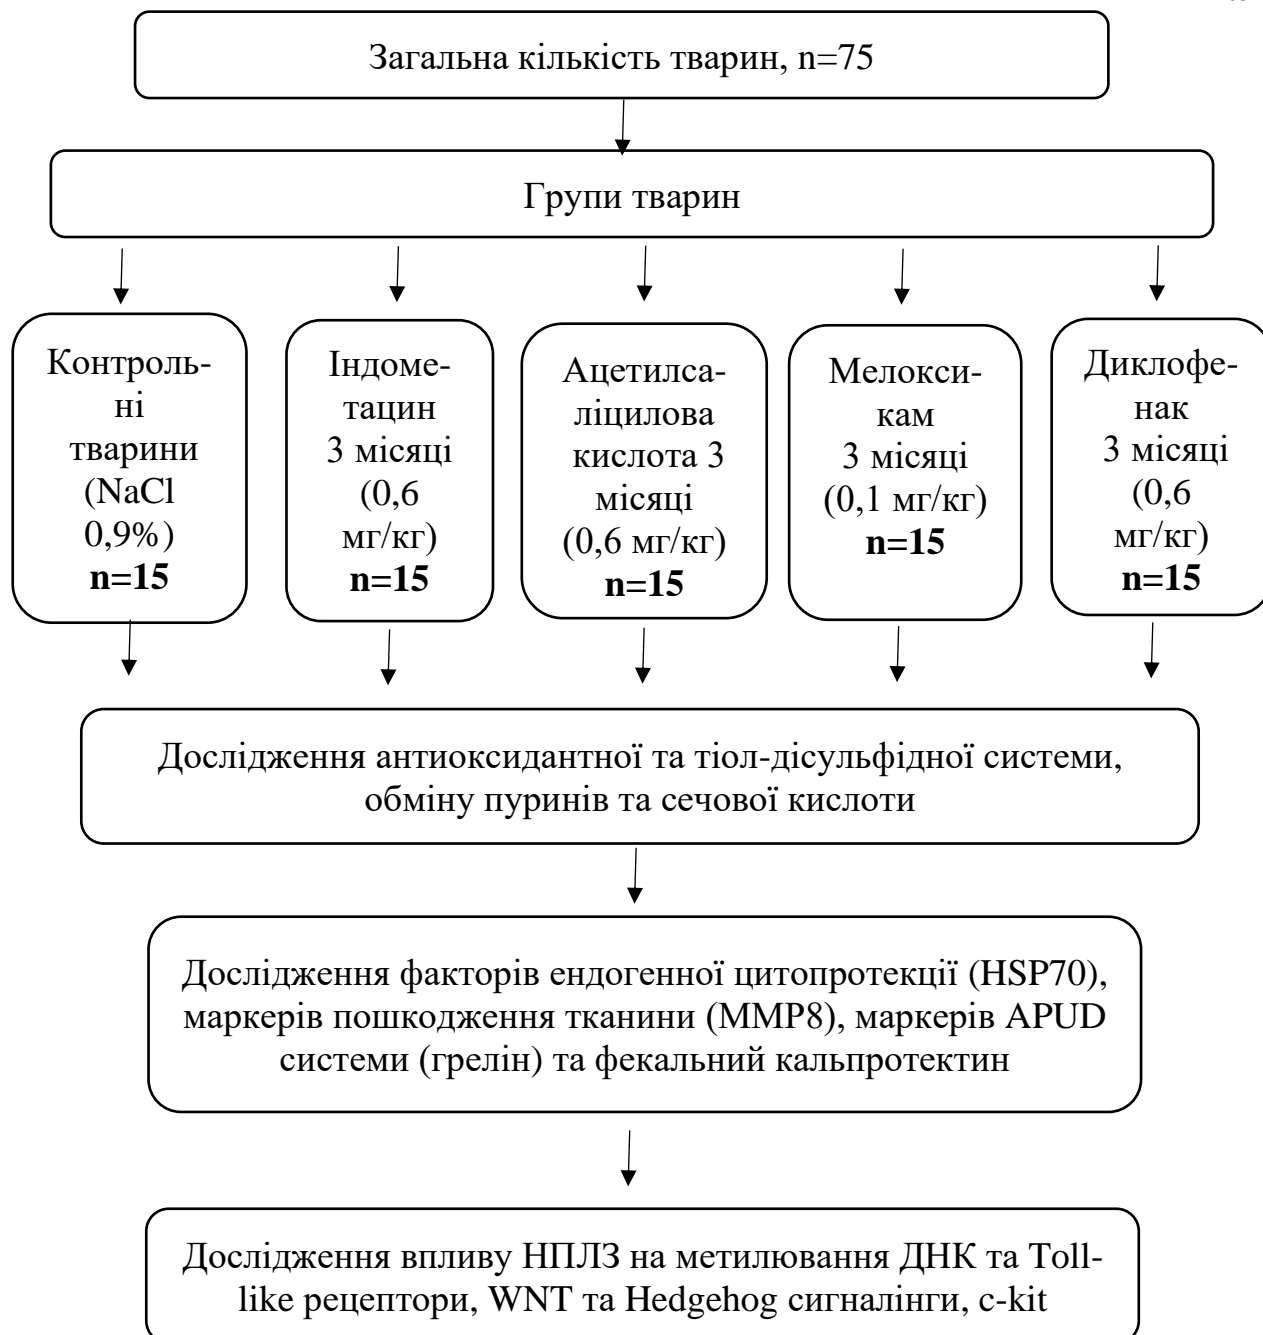 Загальна кількість тварин, n=75
Групи тварин
Контроль-
ні
тварини
(NaCl
0,9%)
n=15
Індоме-
тацин
3 місяці
(0,6
мг/кг)
n=15
Ацетилса-
ліцилова
кислота 3
місяці
(0,6 мг/кг)
n=15
Мелокси-
кам
3 місяці
(0,1 мг/кг)
n=15
Диклофе-
нак
3 місяці
(0,6
мг/кг)
n=15
Дослідження антиоксидантної та тіол-дісульфідної системи,
обміну пуринів та сечової кислоти
Дослідження факторів ендогенної цитопротекції (HSP70),
маркерів пошкодження тканини (MMP8), маркерів APUD
системи (грелін) та фекальний кальпротектин
Дослідження впливу НПЛЗ на метилювання ДНК та Toll-
like рецептори, WNT та Hedgehog сигналінги, c-kit